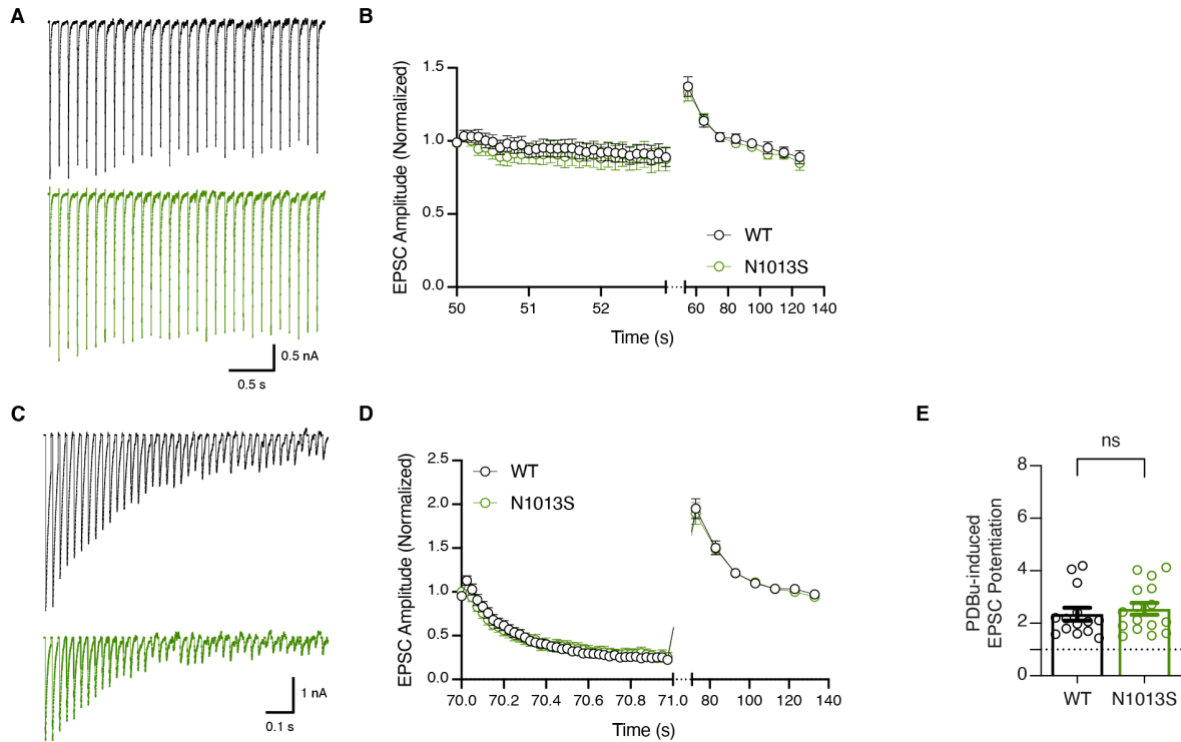 A
0.5 nA
0.5 s
B
EPSC Amplitude (Normalized)
1.5
1.0
0.5
0.0
WT
N1013S
50 51 52 60 80 100 120 140
Time (s)
C
1 nA
0.1 s
D
EPSC Amplitude (Normalized)
2.5
2.0
1.5
1.0
0.5
0.0
WT
N1013S
70.0 70.2 70.4 70.6 70.8 71.0 80 100 120 140
Time (s)
E
PDBu-induced
EPSC Potentiation
ns
8
6
4
2
0
WT N1013S